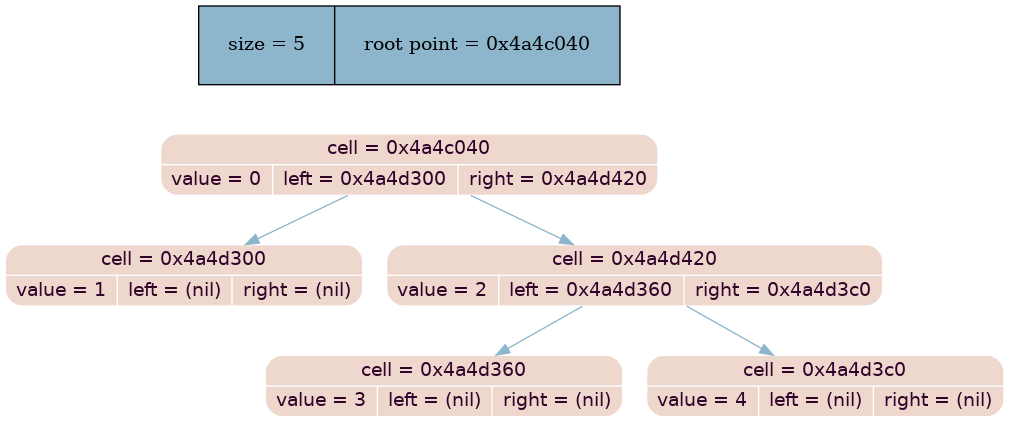 size = 5 root point = 0x4a4c040
cell = 0x4a4c040
value = 0 left = 0x4a4d300 right = 0x4a4d420
cell = 0x4a4d300
value = 1 left = (nil) right = (nil)
cell = 0x4a4d420
value = 2 left = 0x4a4d360 right = 0x4a4d3c0
cell = 0x4a4d360
value = 3 left = (nil) right = (nil)
cell = 0x4a4d3c0
value = 4 left = (nil) right = (nil)